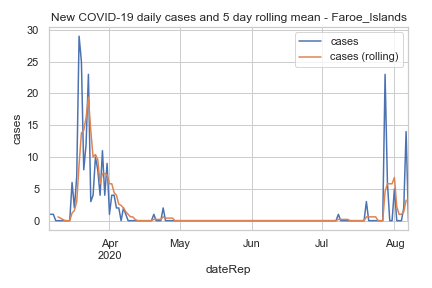 New COVID-19 daily cases and 5 day rolling mean - Faroe_Islands
cases
cases (rolling)
30
25
20
15
10
5
0
cases
Apr
2020
May
Jun
Jul
Aug
dateRep